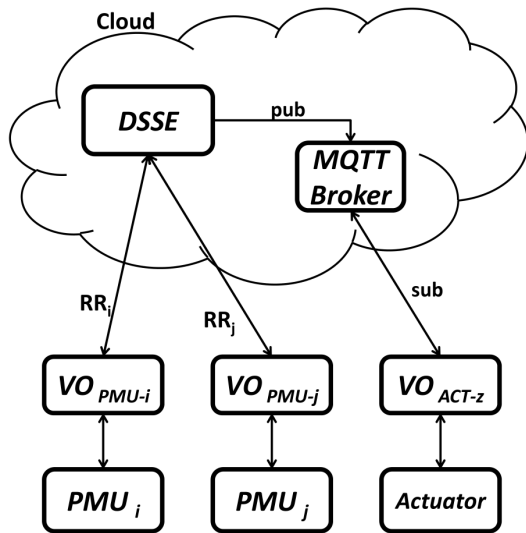 Cloud
DSSE
pub
MQTT
Broker
RRi
RRj
sub
VO PMU-i
VO PMU-j
VO ACT-z
PMU i
PMU j
Actuator